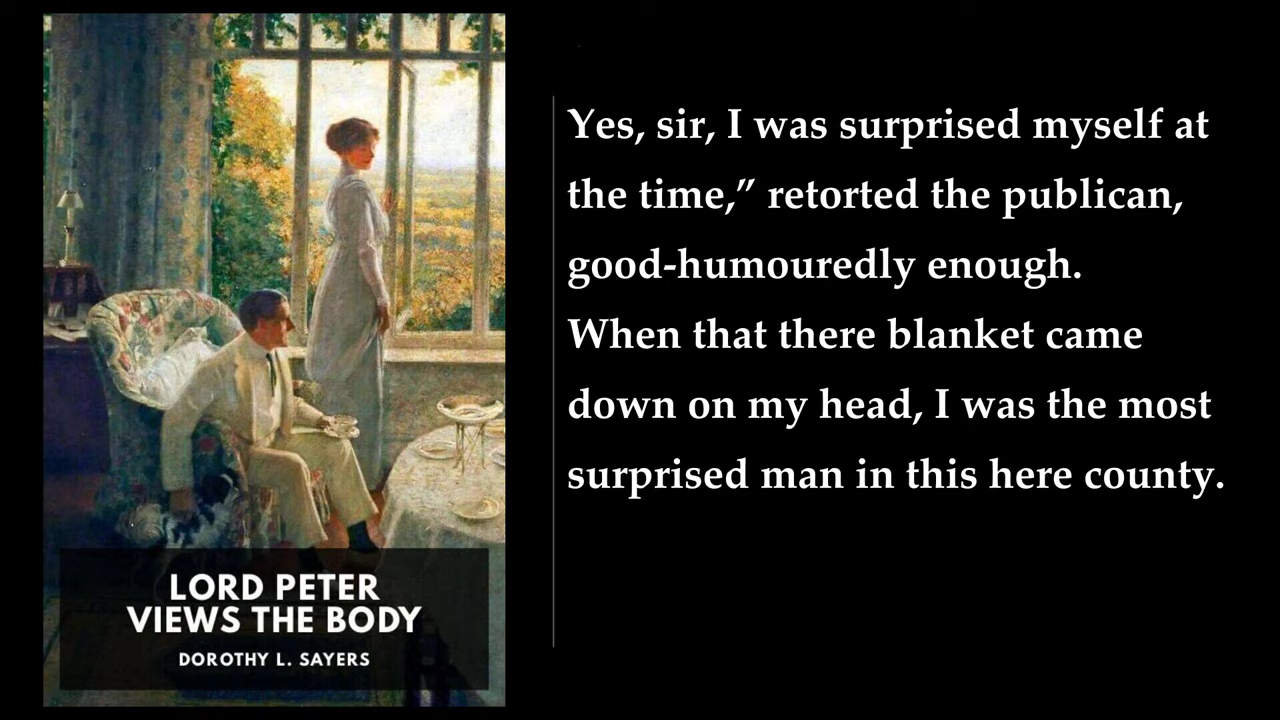 LORD PETER
VIEWS THE BODY
DOROTHY L. SAYERS
Yes, sir, I was surprised myself at
the time,” retorted the publican,
good-humouredly enough.
When that there blanket came
down on my head, I was the most
surprised man in this here county.